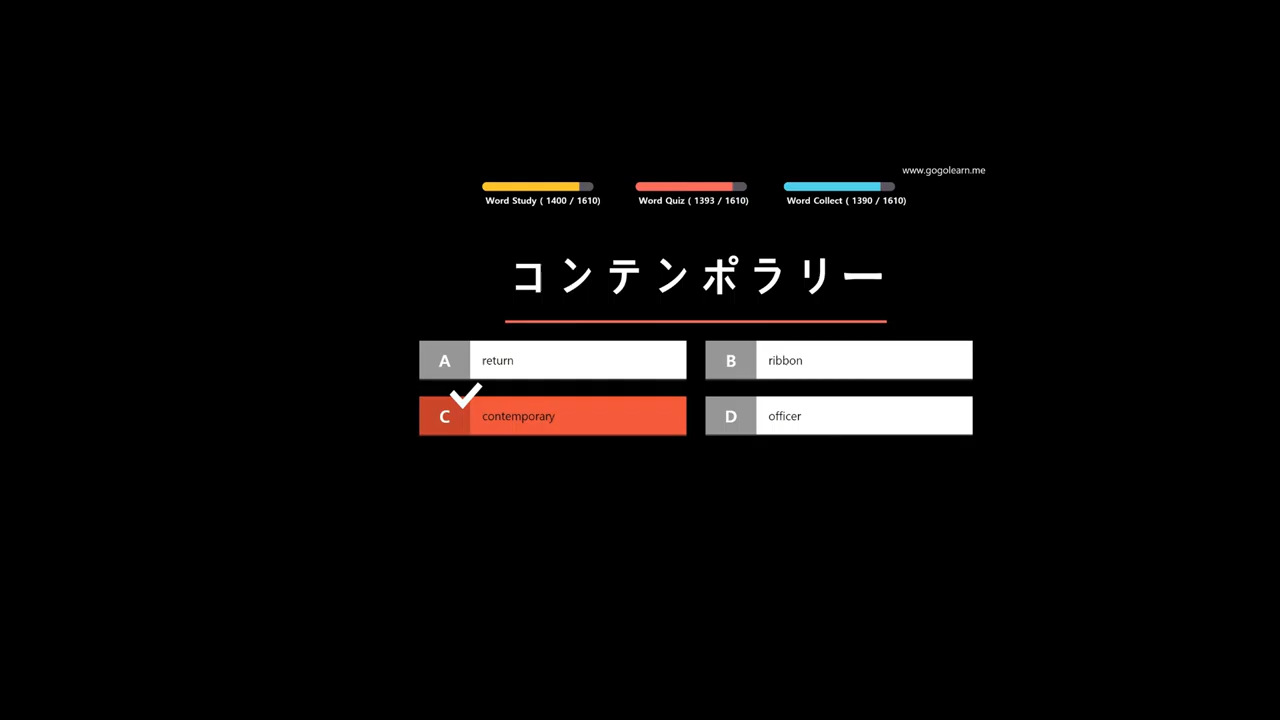 www.gogolearn.me
Word Study ( 1400 / 1610)
Word Quiz ( 1393 / 1610)
Word Collect ( 1390 / 1610)
コンテンポラリー
A return
B ribbon
C contemporary
D officer